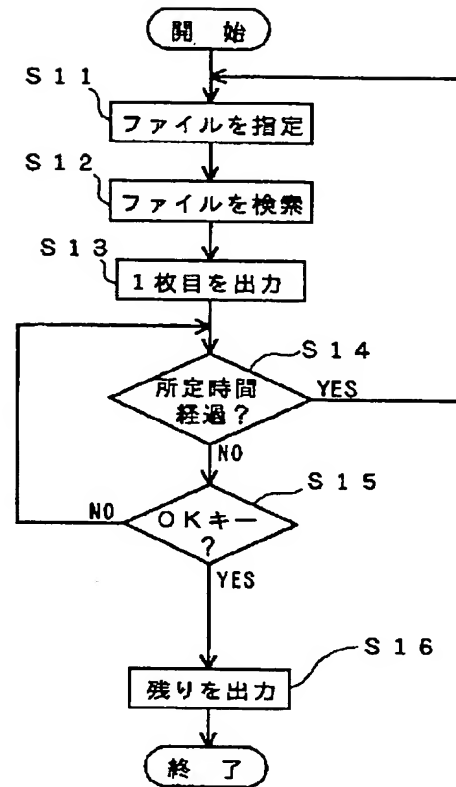 開 始
S11
ファイルを指定
S12
ファイルを検索
S13
1枚目を出力
S14
所定時間
経過?
YES
NO
S15
OKキー
?
NO
YES
S16
残りを出力
終 了